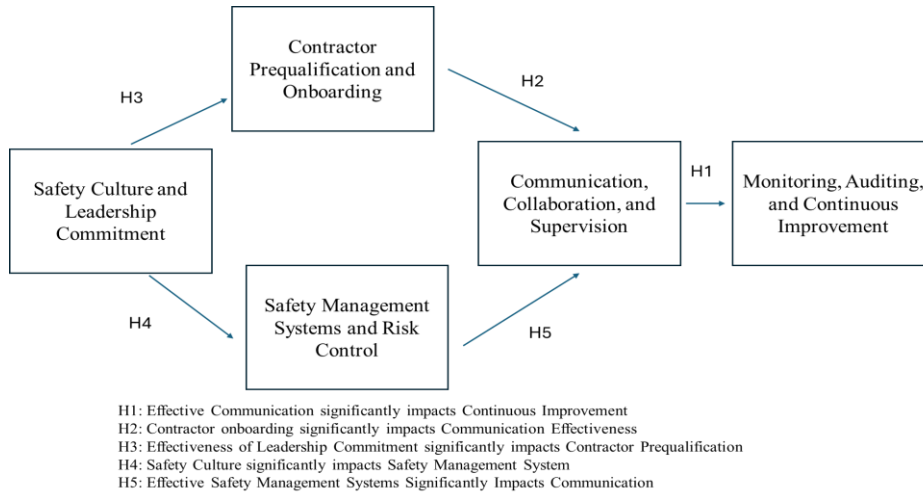 Contractor
Prequalification and
Onboarding
H3
H2
Safety Culture and
Leadership
Commitment
Communication,
Collaboration, and
Supervision
H1
Monitoring, Auditing,
and Continuous
Improvement
H4
Safety Management
Systems and Risk
Control
H5
H1: Effective Communication significantly impacts Continuous Improvement
H2: Contractor onboarding significantly impacts Communication Effectiveness
H3: Effectiveness of Leadership Commitment significantly impacts Contractor Prequalification
H4: Safety Culture significantly impacts Safety Management System
H5: Effective Safety Management Systems Significantly Impacts Communication